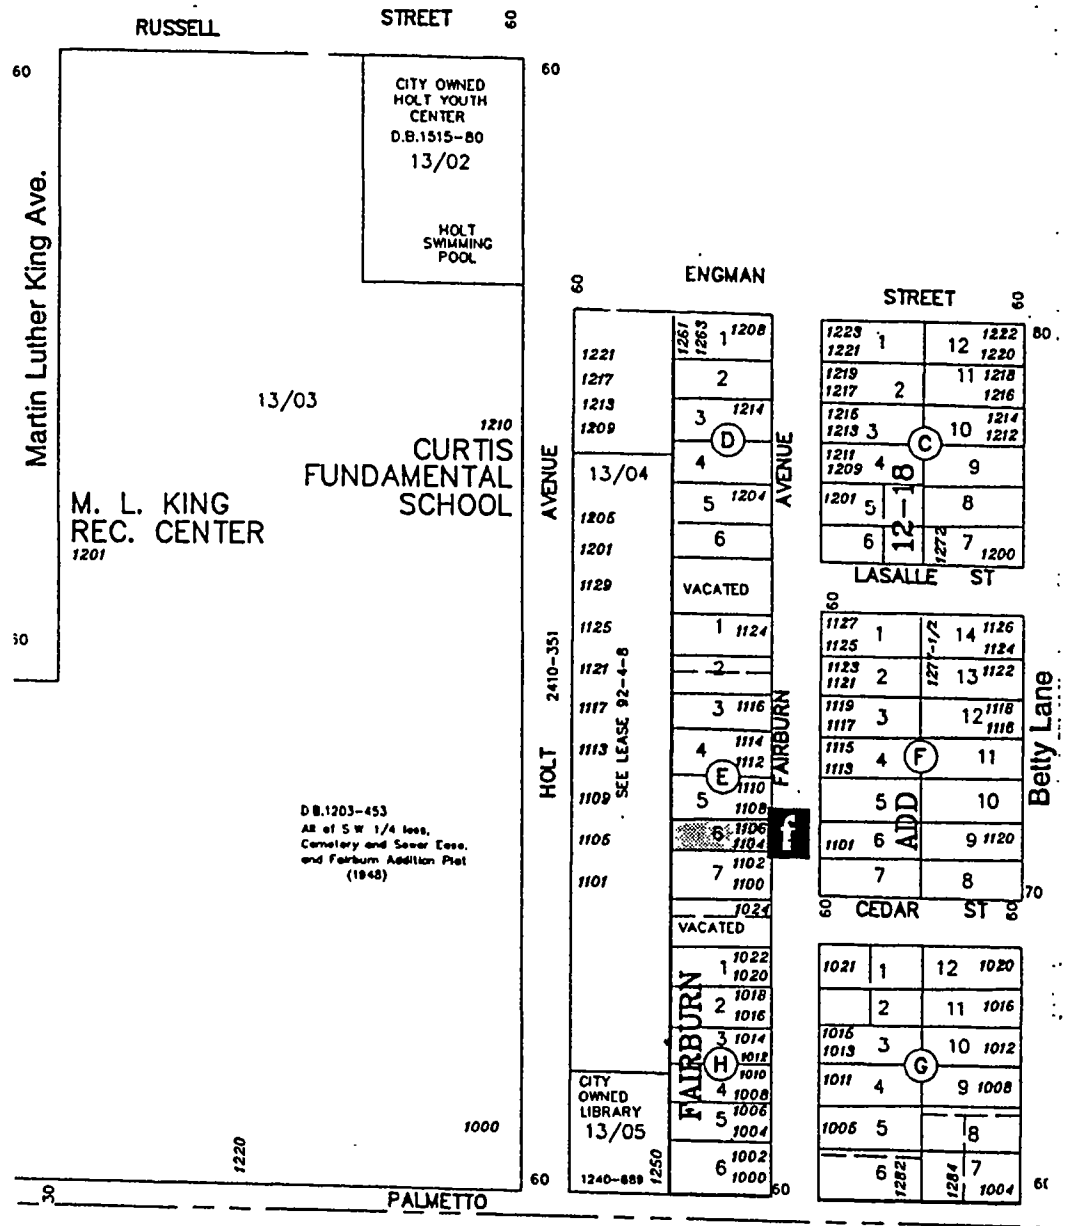 RUSSELL
STREET
60
60
60
CITY OWNED
HOLT YOUTH
CENTER
D.B.1515-80
13/02
HOLT
SWIMMING
POOL
Martin Luther King Ave.
13/03
1210
CURTIS
FUNDAMENTAL
SCHOOL
M. L. KING
REC. CENTER
1201
D B.1203-453
All of S W 1/4 less,
Cemetery and Sewer Ease.
and Fairburn Addition Plat
(1948)
1000
1220
30
PALMETTO
60
HOLT
AVENUE
2410-351
60
ENGMAN
STREET
60
80
1221
1217
1213
1209
13/04
1205
1201
1129
1125
1121
1117
1113
1109
1105
1101
SEE LEASE 92-4-8
CITY
OWNED
LIBRARY
13/05
1240-689
1250
1261
1263
1 1208
2
3 1214
D
4
5 1204
6
VACATED
1 1124
2
3 1116
4 1114
1112
E
5 1110
1108
6 1106
1104
7 1102
1100
1024
VACATED
FAIRBURN
1 1022
1020
2 1018
1016
3 1014
1012
H
1010
4 1008
5 1006
1004
6 1002
1000
60
AVENUE
FAIRBURN
f
1223 1 12 1222
1221 1220
1219 2 11 1218
1217 1216
1215 3 10 1214
1213 1212
C
1211 4 9
1209
1201 5 8
6 7 1200
12-18
1272
LASALLE ST
60
1127 1 14 1126
1125 1124
1277-1/2
1123 2 13 1122
1121
1119 3 12 1118
1117 1116
1115 4 F 11
1113
5 10
ADD
1101 6 9 1120
7 8
70
60
CEDAR ST
60
Betty Lane
1021 1 12 1020
2 11 1016
1015 3 10 1012
1013
G
1011 4 9 1008
1005 5 8
6 1282 1284 7 1004